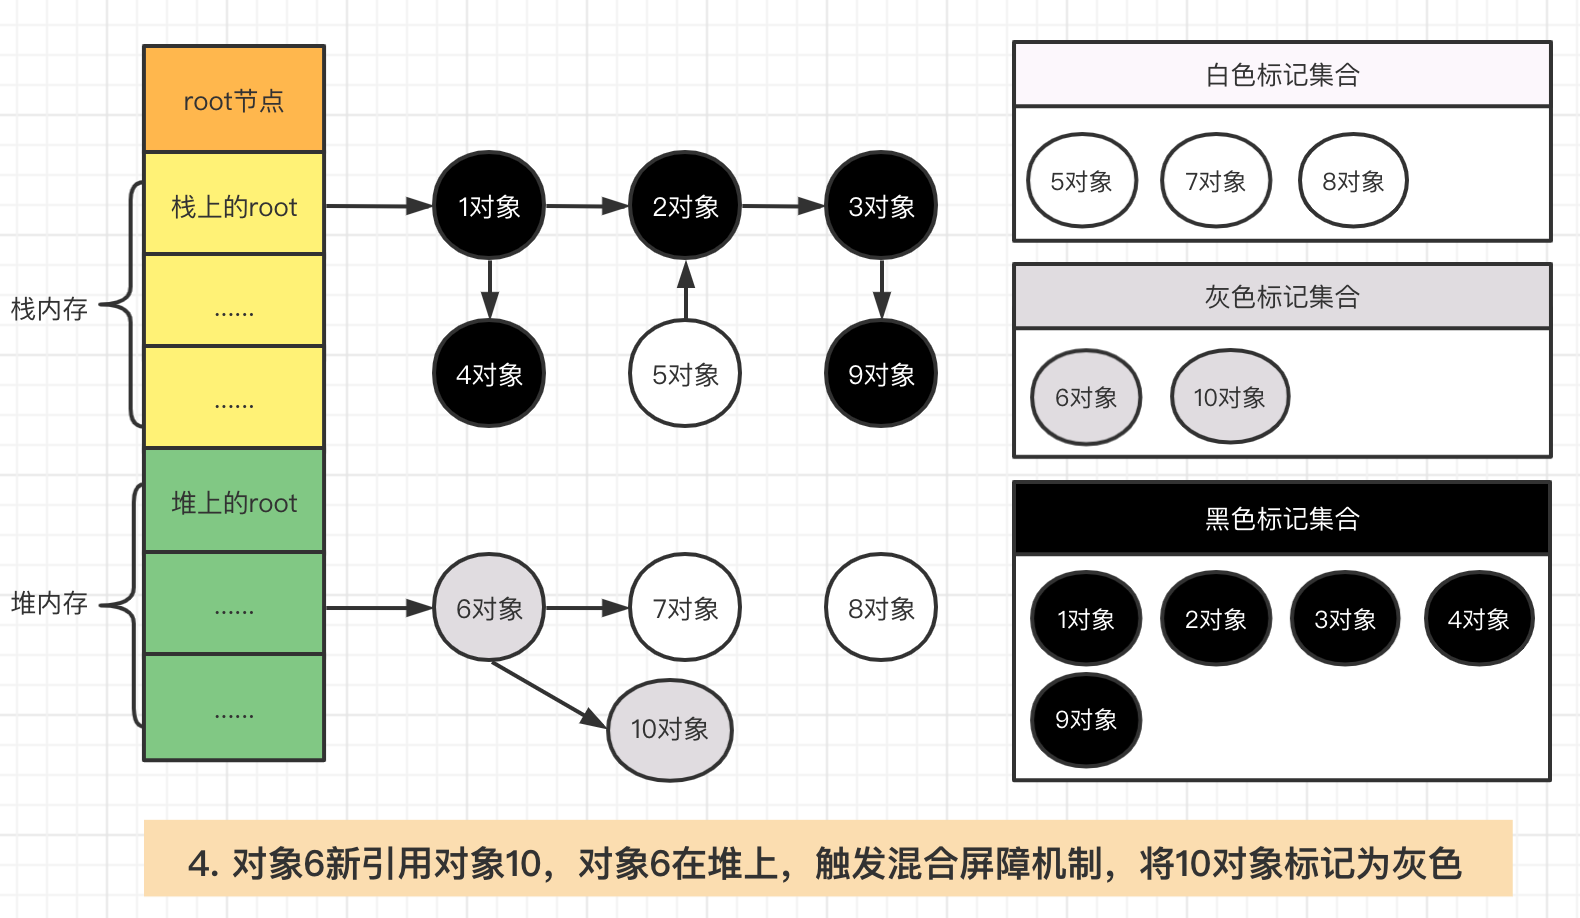 root节点
栈上的root
……
……
堆上的root
……
……
栈内存
堆内存
1对象
2对象
3对象
4对象
5对象
9对象
6对象
7对象
8对象
10对象
白色标记集合
5对象
7对象
8对象
灰色标记集合
6对象
10对象
黑色标记集合
1对象
2对象
3对象
4对象
9对象
4. 对象6新引用对象10，对象6在堆上，触发混合屏障机制，将10对象标记为灰色